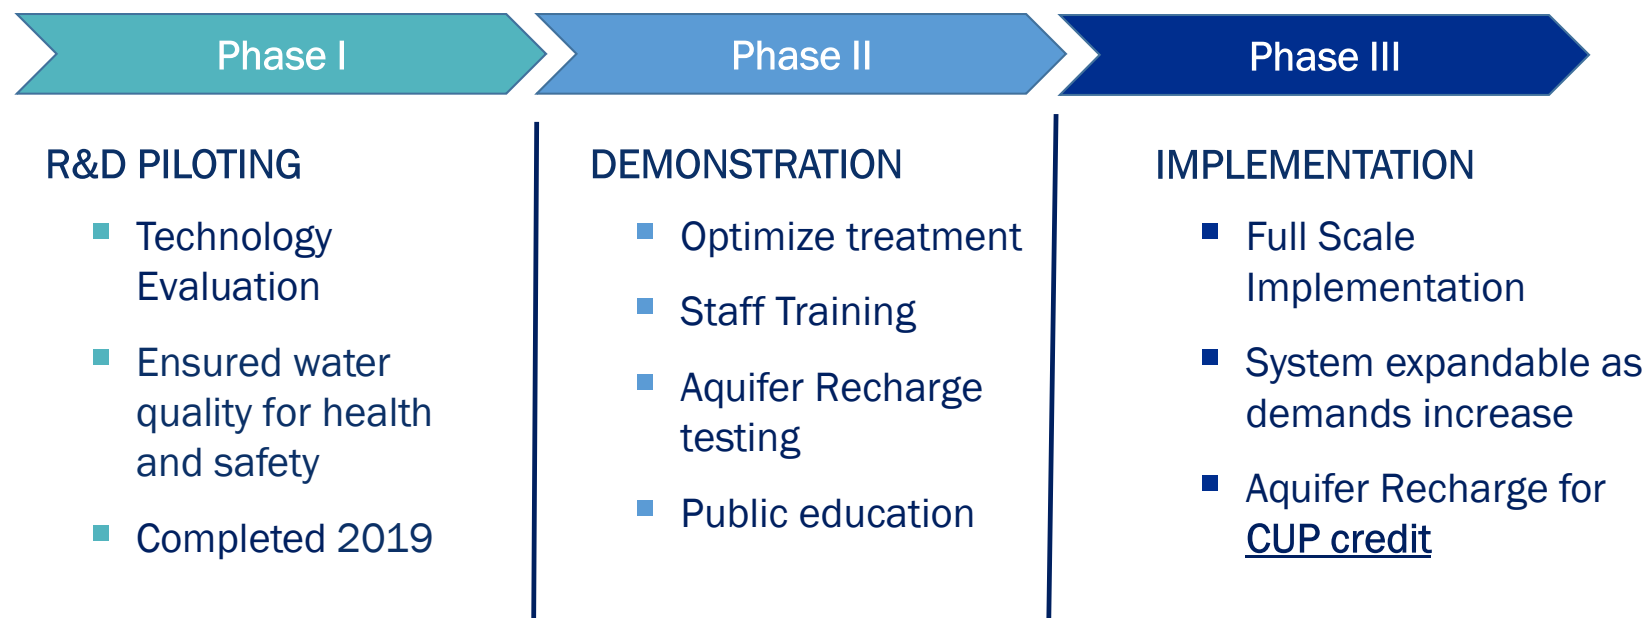 Phase I
Phase II
Phase III
R&D PILOTING
Technology
Evaluation
Ensured water
quality for health
and safety
Completed 2019
DEMONSTRATION
Optimize treatment
Staff Training
Aquifer Recharge
testing
Public education
IMPLEMENTATION
Full Scale
Implementation
System expandable as
demands increase
Aquifer Recharge for
CUP credit